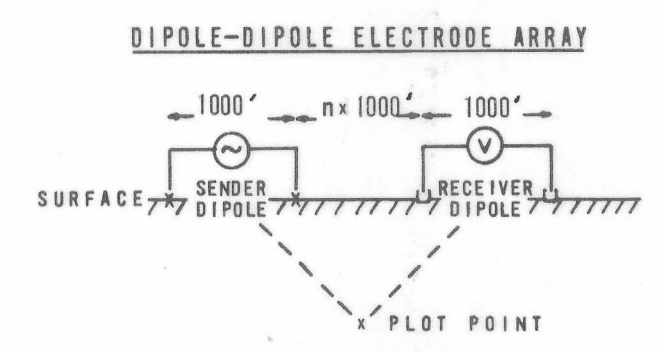 DIPOLE-DIPOLE ELECTRODE ARRAY
1000' n x 1000' 1000'
~ V
SURFACE SENDER DIPOLE RECEIVER DIPOLE
x PLOT POINT